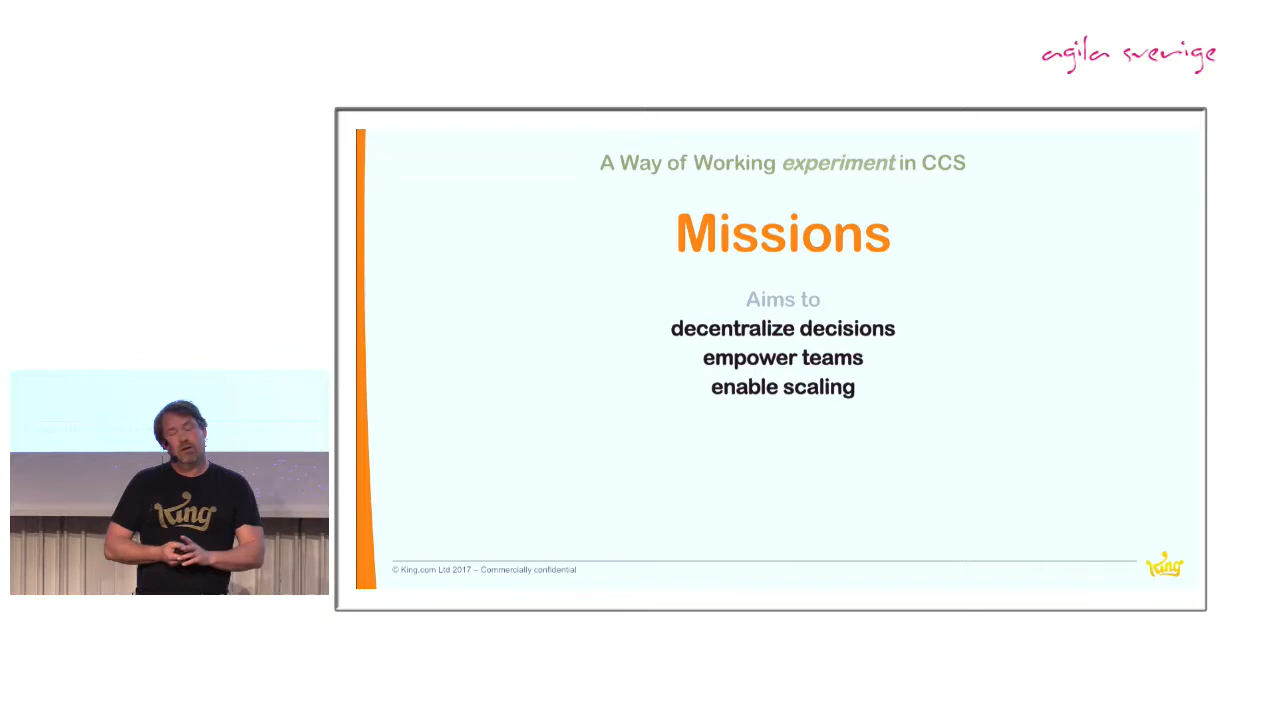 agila sverige
A Way of Working experiment in CCS
Missions
Aims to
decentralize decisions
empower teams
enable scaling
King
© King.com Ltd 2017 – Commercially confidential
King